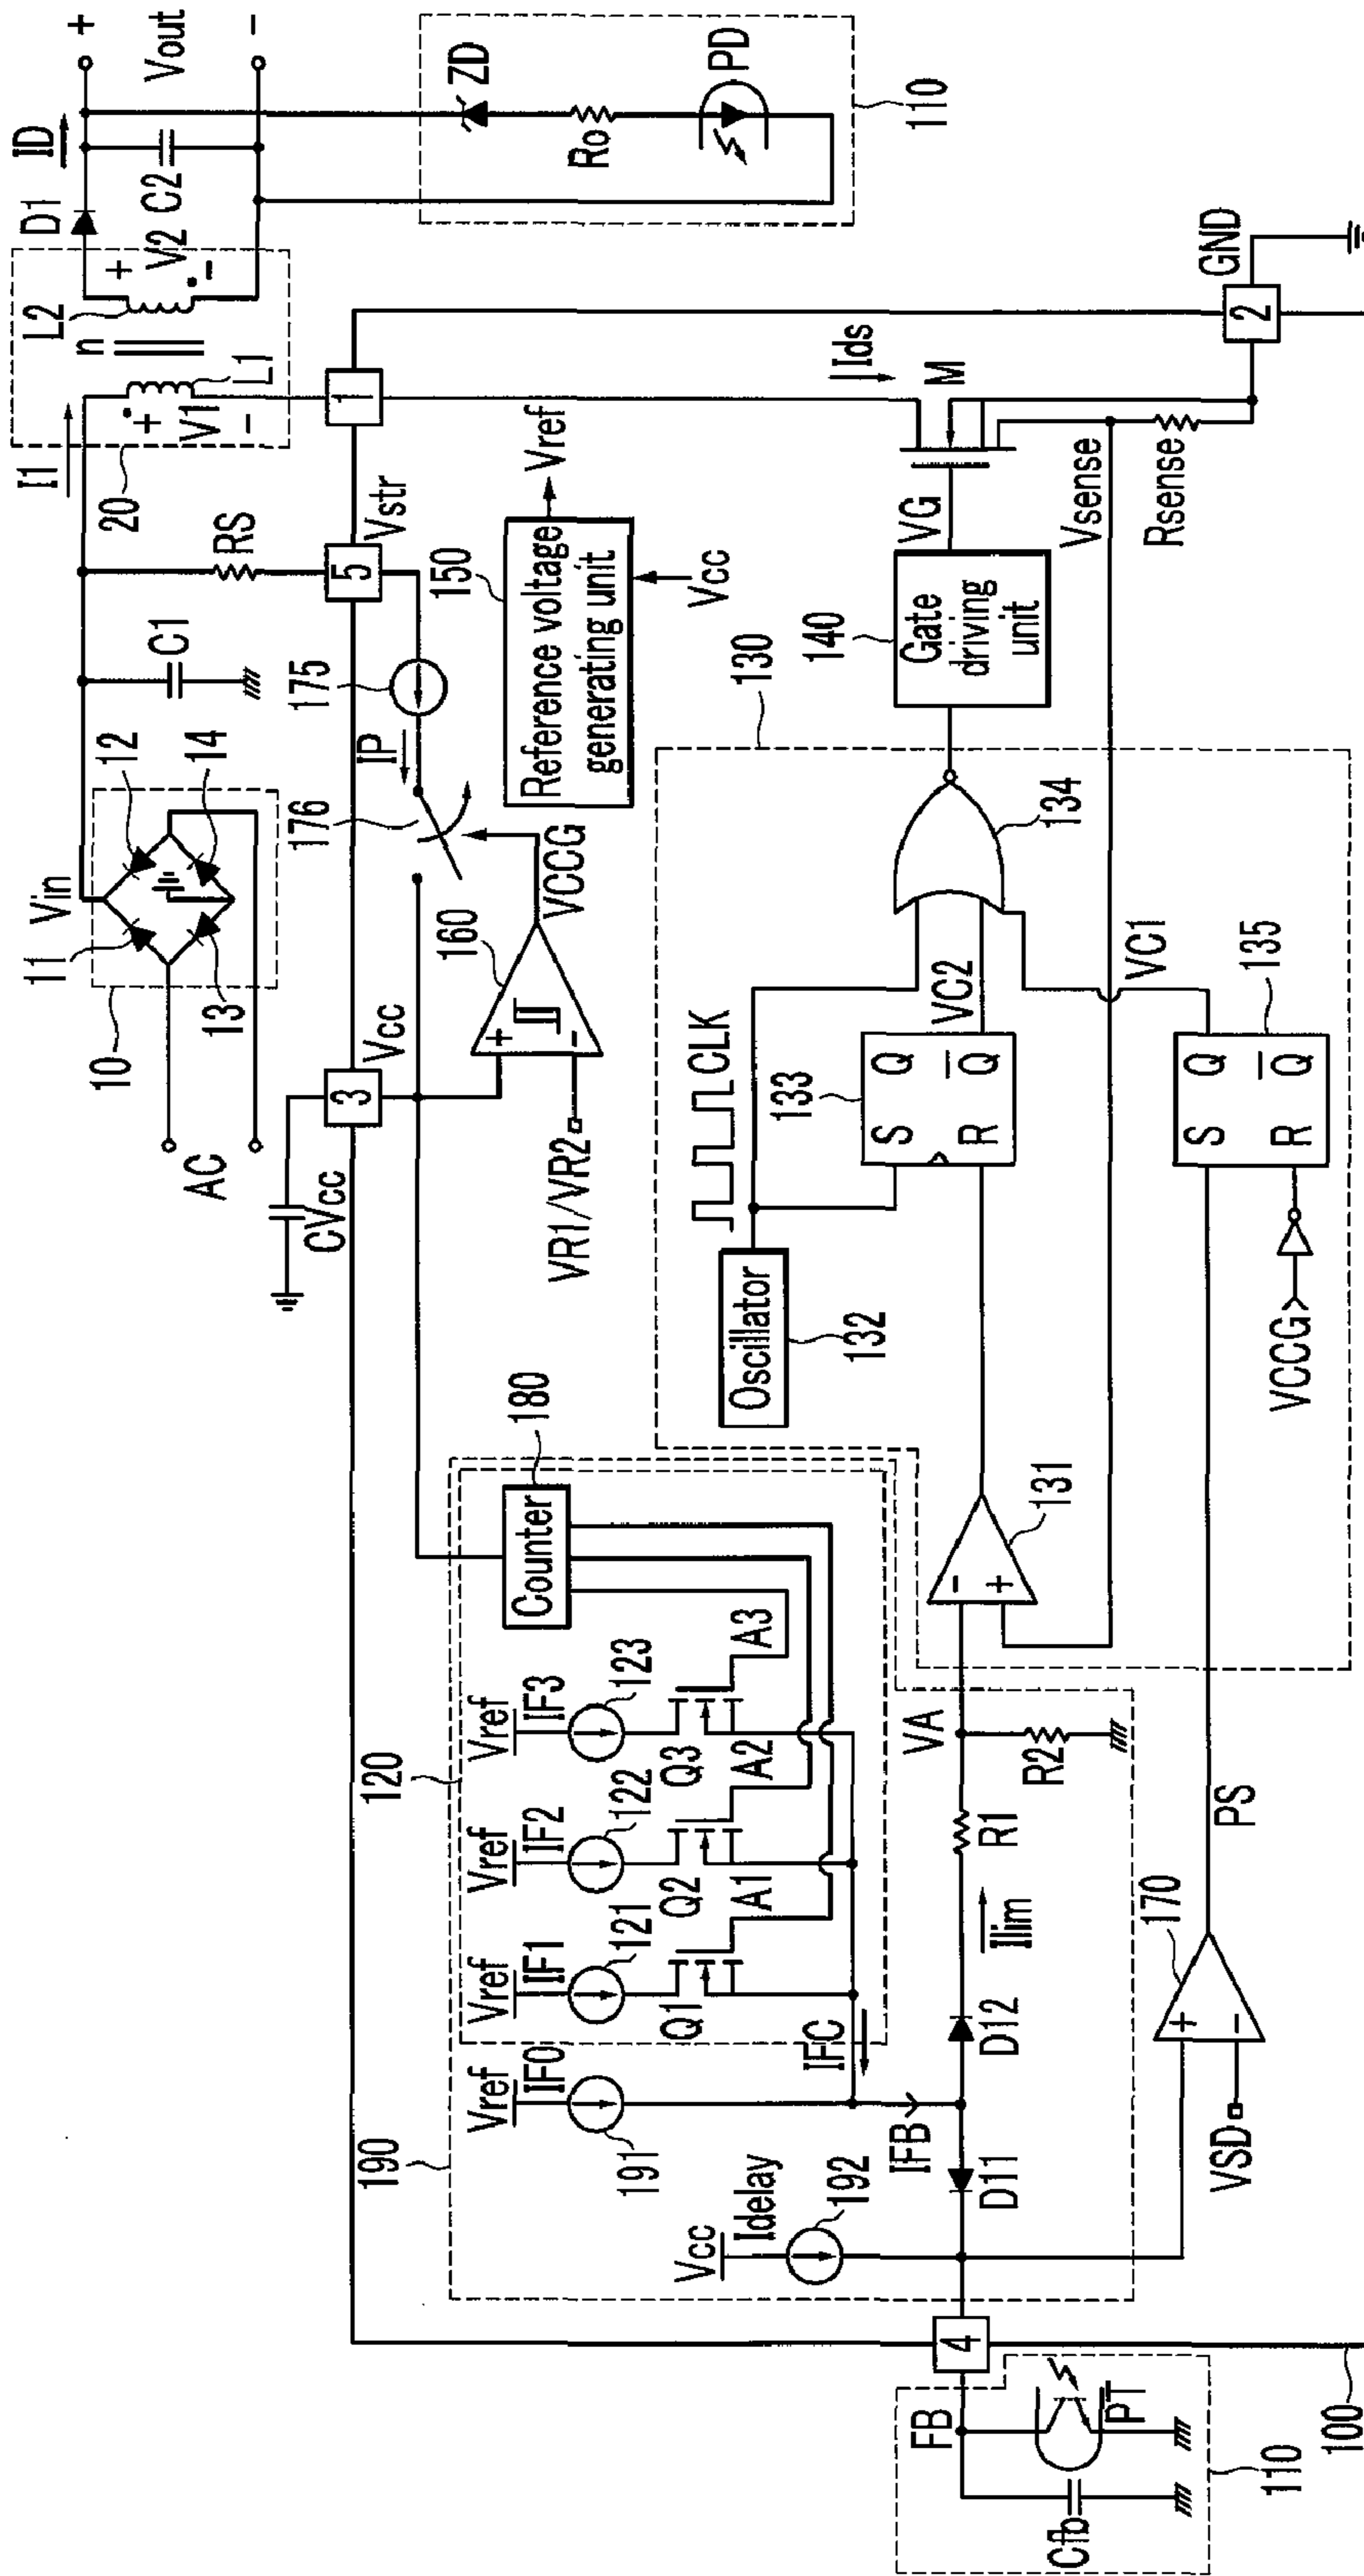 AC
10
11
12
13
14
Vin
C1
RS
I1
20
+
V1
-
L1
n
L2
+
V2
-
D1
ID
C2
+
Vout
-
ZD
Ro
PD
110
CVcc
3
Vcc
5
Vstr
1
175
IP
176
160
+
-
VCCG
VR1/VR2
150
Reference voltage
generating unit
Vref
Vcc
190
120
180
Counter
Vref
IF0
191
Vref
IF1
121
Q1
A1
Vref
IF2
122
Q2
A2
Vref
IF3
123
Q3
A3
IFC
IFB
Vcc
Idelay
192
D11
D12
Ilim
R1
VA
R2
130
Oscillator
132
CLK
133
S
Q
R
Q
VC2
134
-
+
131
140
Gate
driving
unit
VG
M
Ids
Vsense
Rsense
2
GND
VC1
135
S
Q
R
Q
VCCG
PS
170
+
-
VSD
4
FB
Cfb
PT
110
100